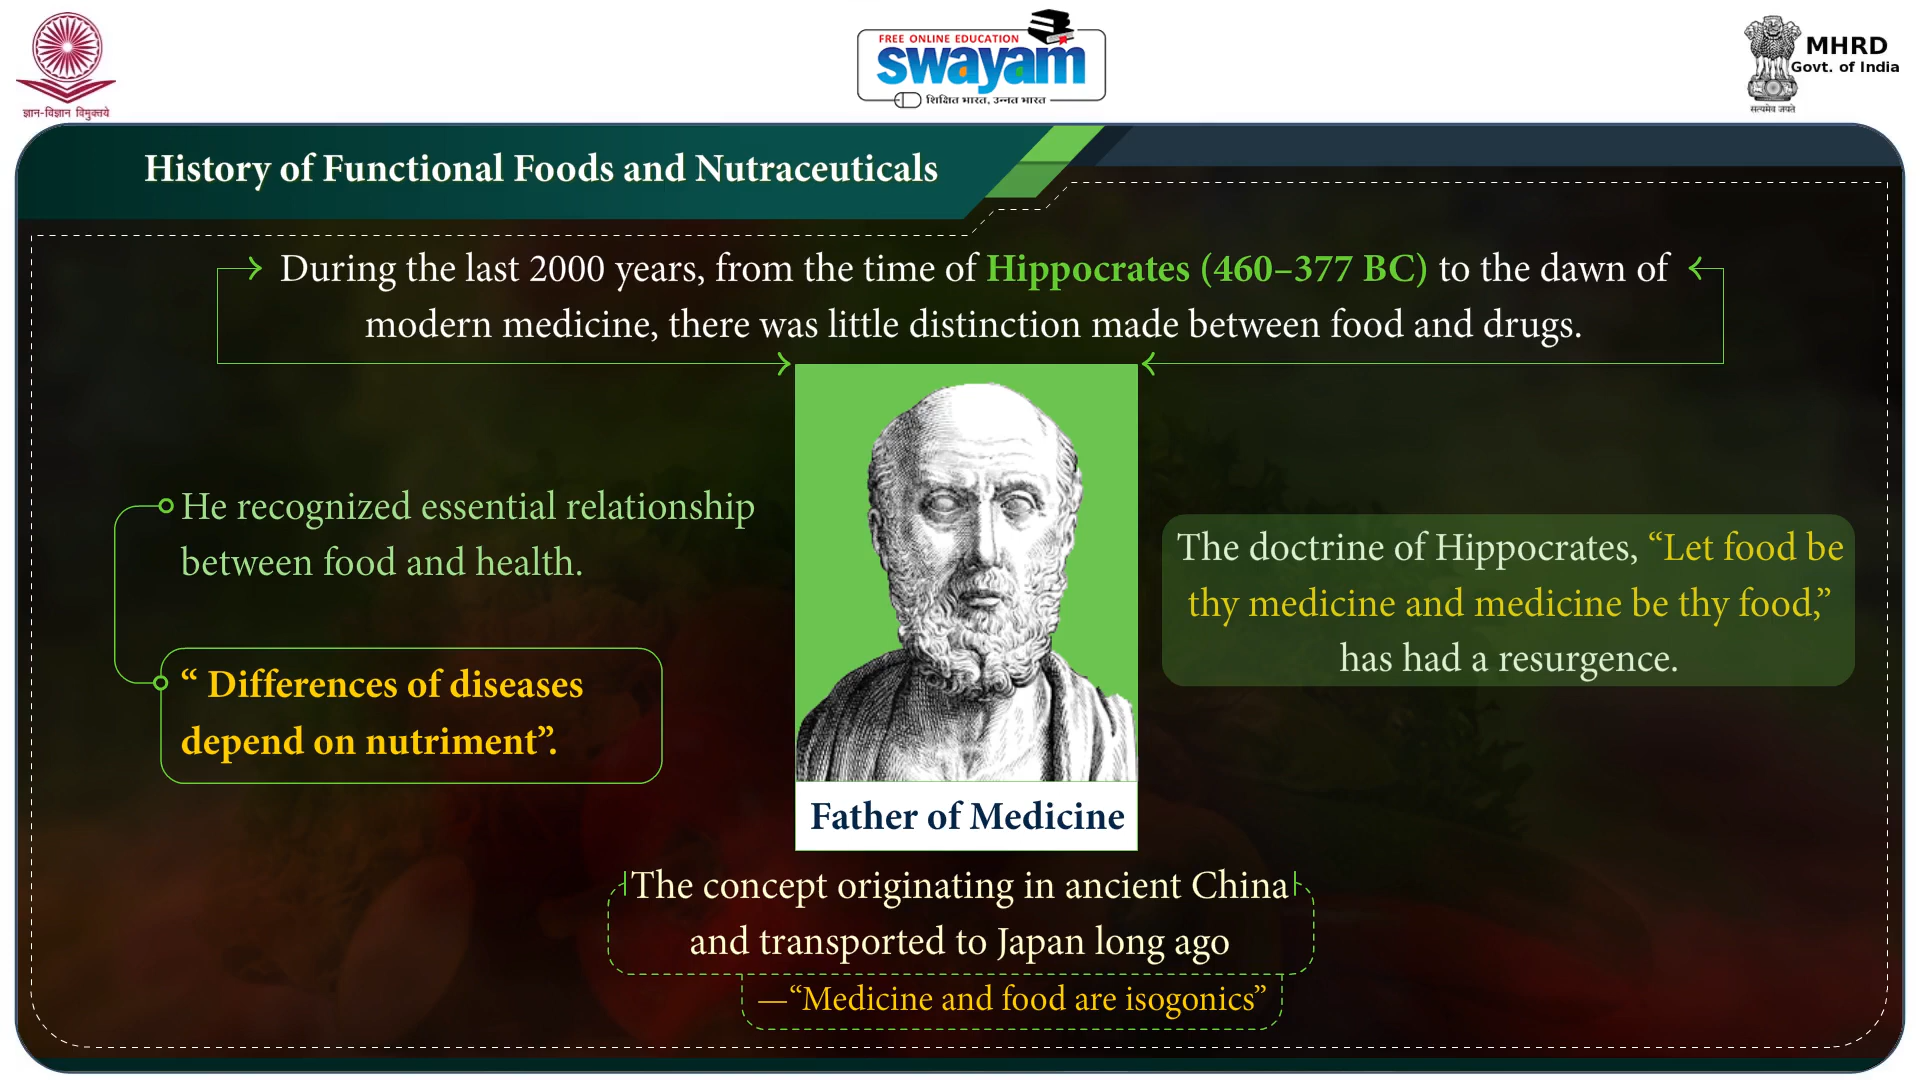 ज्ञान-विज्ञान विमुक्तये
FREE ONLINE EDUCATION
swayam
शिक्षित भारत, उन्नत भारत
MHRD
Govt. of India
सत्यमेव जयते
History of Functional Foods and Nutraceuticals
During the last 2000 years, from the time of Hippocrates (460–377 BC) to the dawn of
modern medicine, there was little distinction made between food and drugs.
He recognized essential relationship
between food and health.
“ Differences of diseases
depend on nutriment”.
Father of Medicine
The doctrine of Hippocrates, “Let food be
thy medicine and medicine be thy food,”
has had a resurgence.
The concept originating in ancient China
and transported to Japan long ago
—“Medicine and food are isogonics”